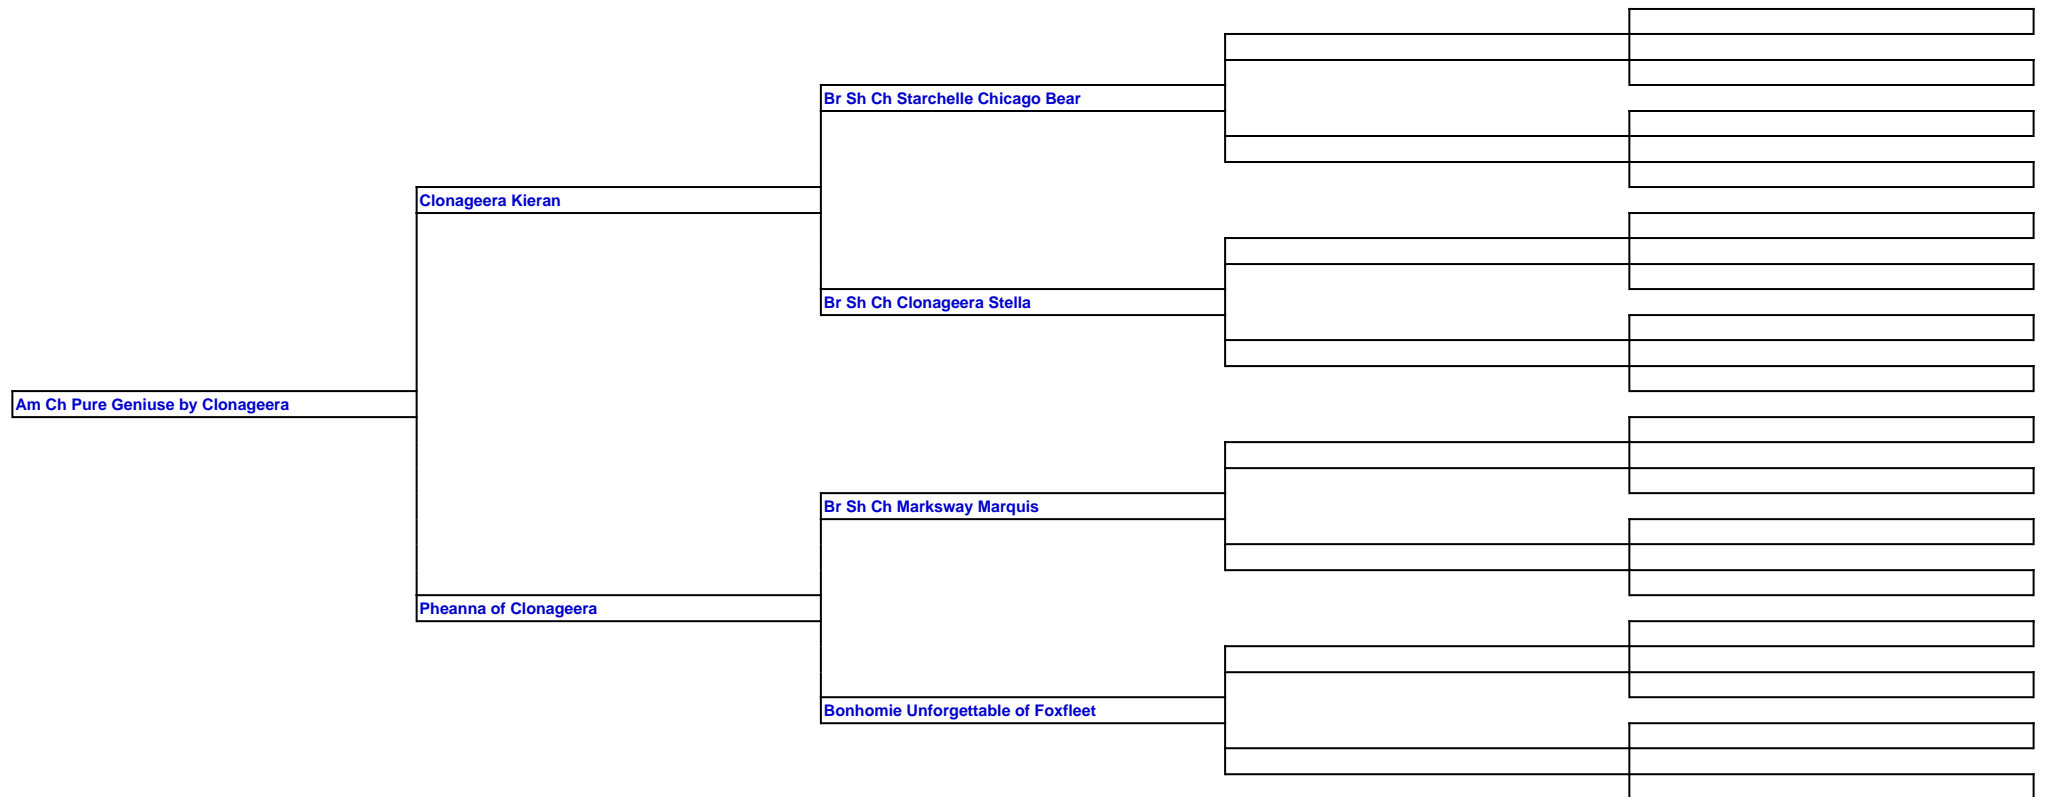 Br Sh Ch Starchelle Chicago Bear
Clonageera Kieran
Br Sh Ch Clonageera Stella
Am Ch Pure Geniuse by Clonageera
Br Sh Ch Marksway Marquis
Pheanna of Clonageera
Bonhomie Unforgettable of Foxfleet